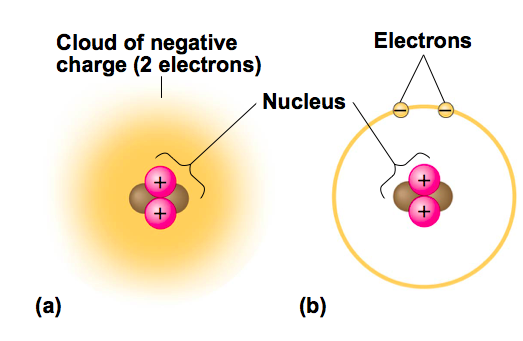 Cloud of negative
charge (2 electrons)
Electrons
Nucleus
− −
+
+
+
+
(a)
(b)